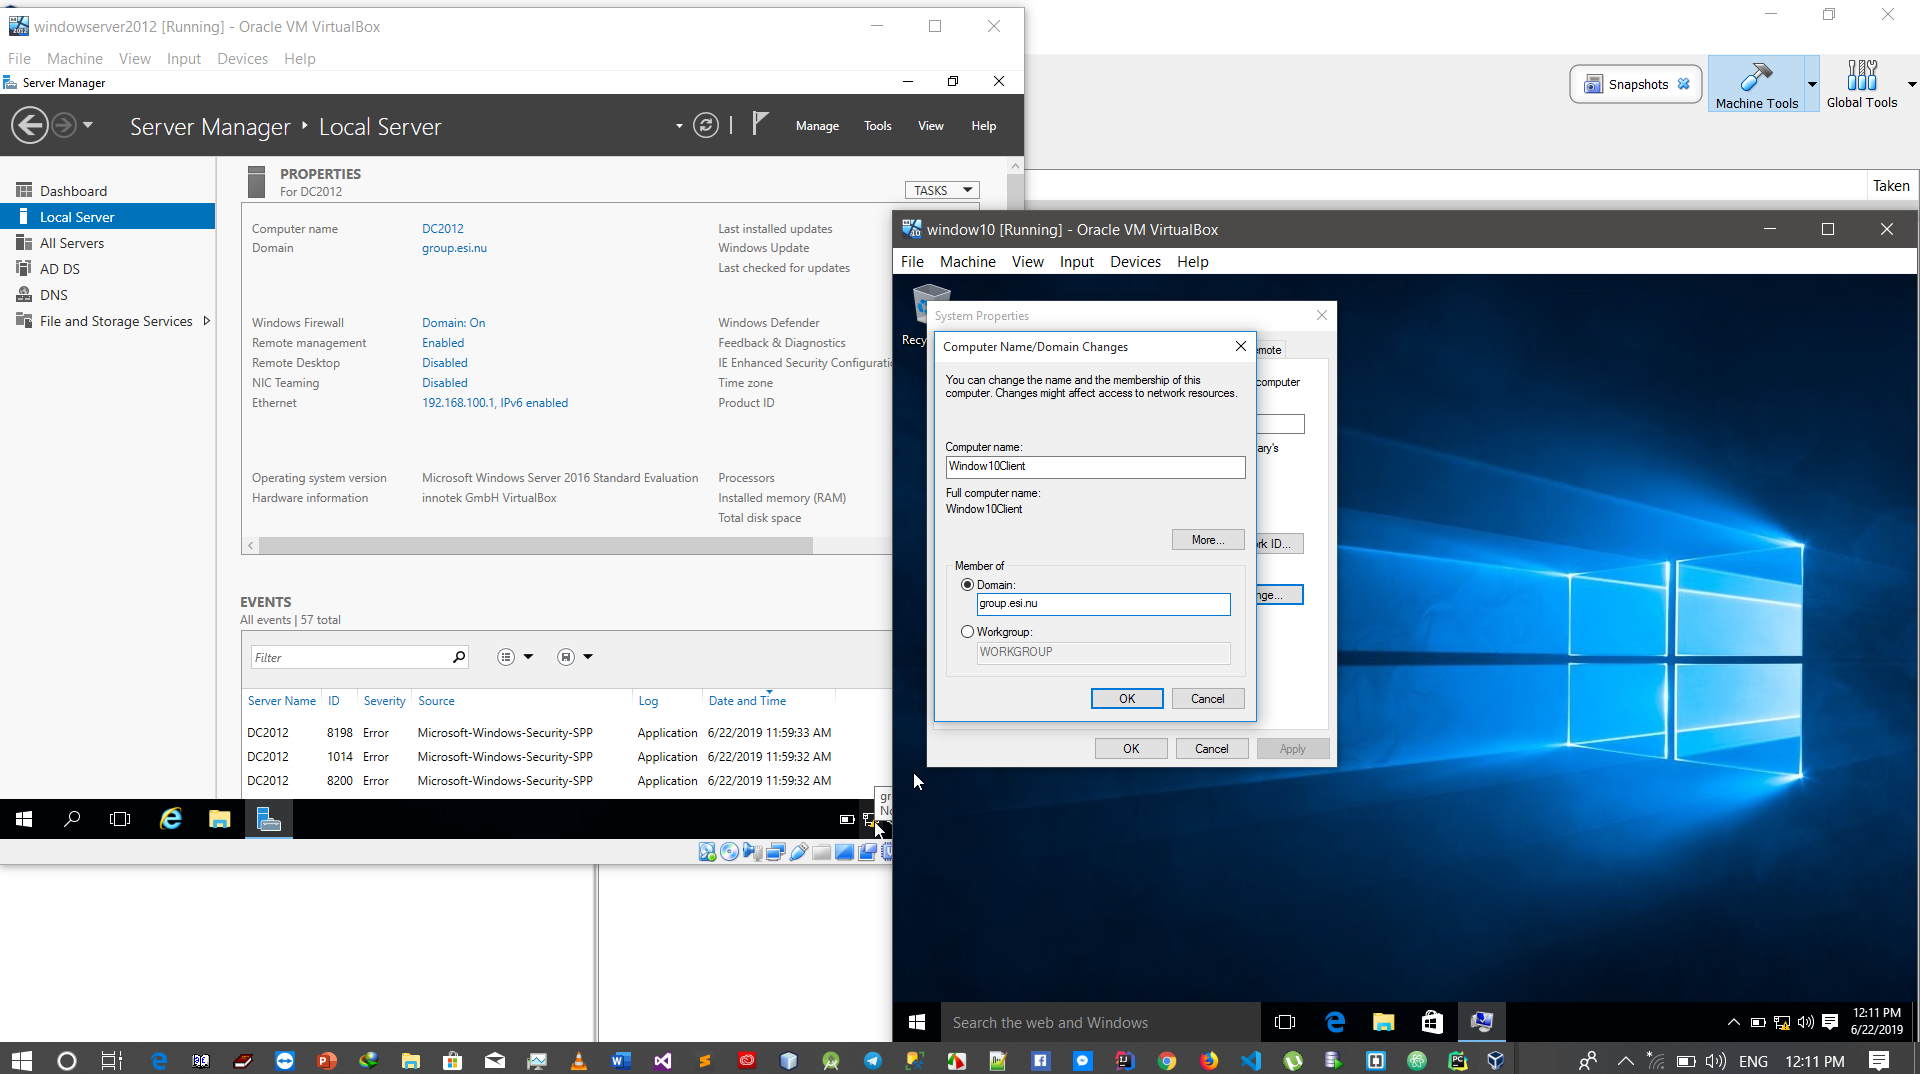 windowserver2012 [Running] - Oracle VM VirtualBox
File Machine View Input Devices Help
Server Manager
Server Manager ‣ Local Server
Manage Tools View Help
Dashboard
Local Server
All Servers
AD DS
DNS
File and Storage Services
PROPERTIES
For DC2012
TASKS
Computer name DC2012
Domain group.esi.nu
Last installed updates
Windows Update
Last checked for updates
Windows Firewall Domain: On
Remote management Enabled
Remote Desktop Disabled
NIC Teaming Disabled
Ethernet 192.168.100.1, IPv6 enabled
Windows Defender
Feedback & Diagnostics
IE Enhanced Security Configuratio
Time zone
Product ID
Operating system version Microsoft Windows Server 2016 Standard Evaluation
Hardware information innotek GmbH VirtualBox
Processors
Installed memory (RAM)
Total disk space
EVENTS
All events | 57 total
Filter
Server Name ID Severity Source Log Date and Time
DC2012 8198 Error Microsoft-Windows-Security-SPP Application 6/22/2019 11:59:33 AM
DC2012 1014 Error Microsoft-Windows-Security-SPP Application 6/22/2019 11:59:32 AM
DC2012 8200 Error Microsoft-Windows-Security-SPP Application 6/22/2019 11:59:32 AM
gr
No
Snapshots
Machine Tools
Global Tools
Taken
window10 [Running] - Oracle VM VirtualBox
File Machine View Input Devices Help
Recy
System Properties
emote
computer
ary's
rk ID...
nge...
Computer Name/Domain Changes
You can change the name and the membership of this
computer. Changes might affect access to network resources.
Computer name:
Window10Client
Full computer name:
Window10Client
More...
Member of
Domain:
group.esi.nu
Workgroup:
WORKGROUP
OK Cancel
OK Cancel Apply
Search the web and Windows
12:11 PM
6/22/2019
ENG 12:11 PM